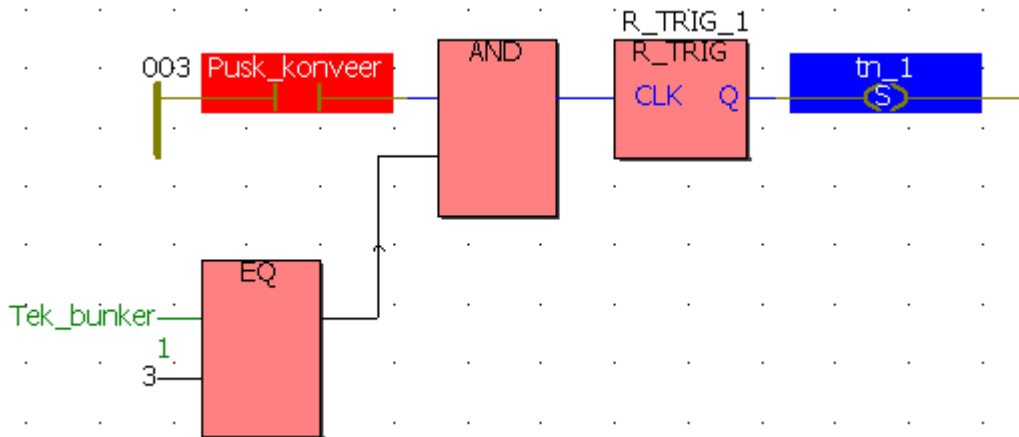 R_TRIG_1
003 Pusk_konveer AND R_TRIG tn_1
CLK Q S
EQ
Tek_bunker
1
3